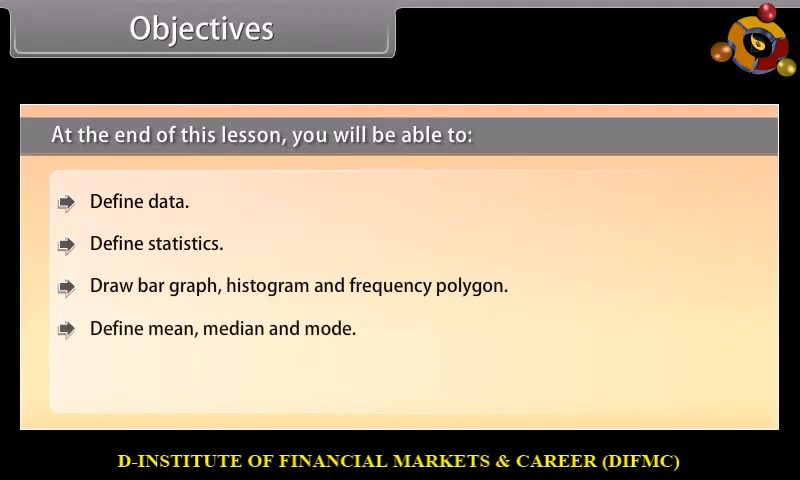 Objectives
At the end of this lesson, you will be able to:
Define data.
Define statistics.
Draw bar graph, histogram and frequency polygon.
Define mean, median and mode.
D-INSTITUTE OF FINANCIAL MARKETS & CAREER (DIFMC)